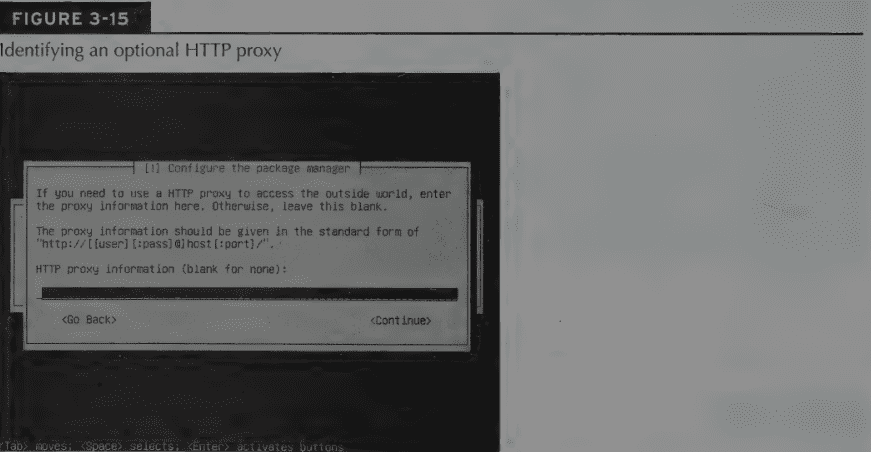 FIGURE 3-15
Identifying an optional HTTP proxy
[!] Configure the package manager
If you need to use a HTTP proxy to access the outside world, enter
the proxy information here. Otherwise, leave this blank.
The proxy information should be given in the standard form of
"http://[[user][:pass]@]host[:port]/".
HTTP proxy information (blank for none):
<Go Back> <Continue>
<Tab> moves; <Space> selects; <Enter> activates buttons